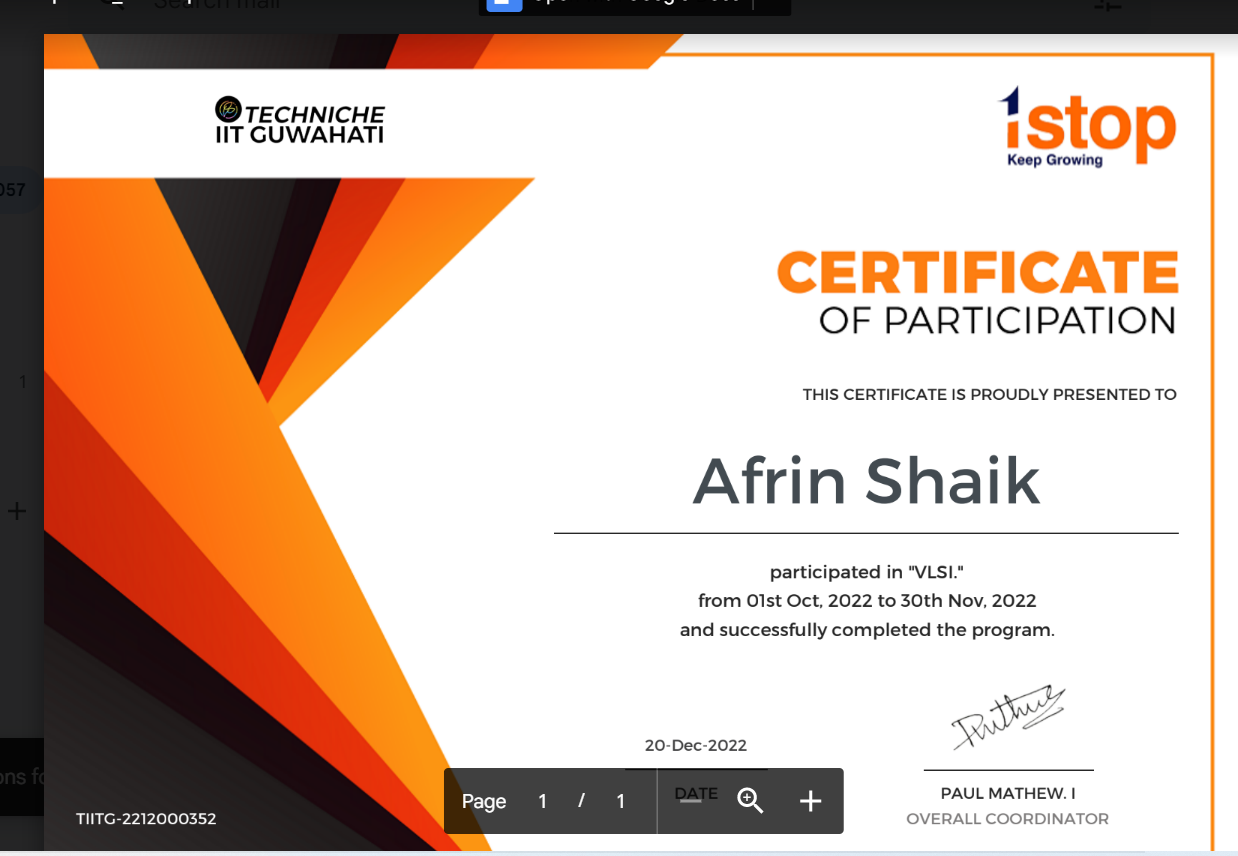 Search mail
TECHNICHE
IIT GUWAHATI
1stop
Keep Growing
CERTIFICATE
OF PARTICIPATION
THIS CERTIFICATE IS PROUDLY PRESENTED TO
Afrin Shaik
participated in "VLSI."
from 01st Oct, 2022 to 30th Nov, 2022
and successfully completed the program.
057
1
20-Dec-2022
DATE
PAUL MATHEW. I
OVERALL COORDINATOR
Page 1 / 1
TIITG-2212000352